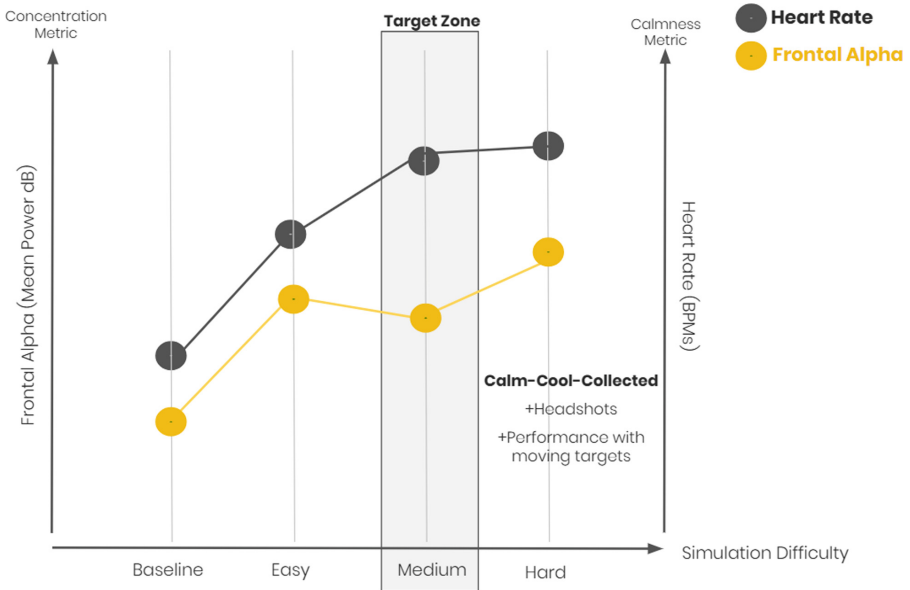 Concentration
Metric
Target Zone
Calmness
Metric
Heart Rate
Frontal Alpha
Frontal Alpha (Mean Power dB)
Heart Rate (BPMs)
Calm-Cool-Collected
+Headshots
+Performance with
moving targets
Simulation Difficulty
Baseline
Easy
Medium
Hard